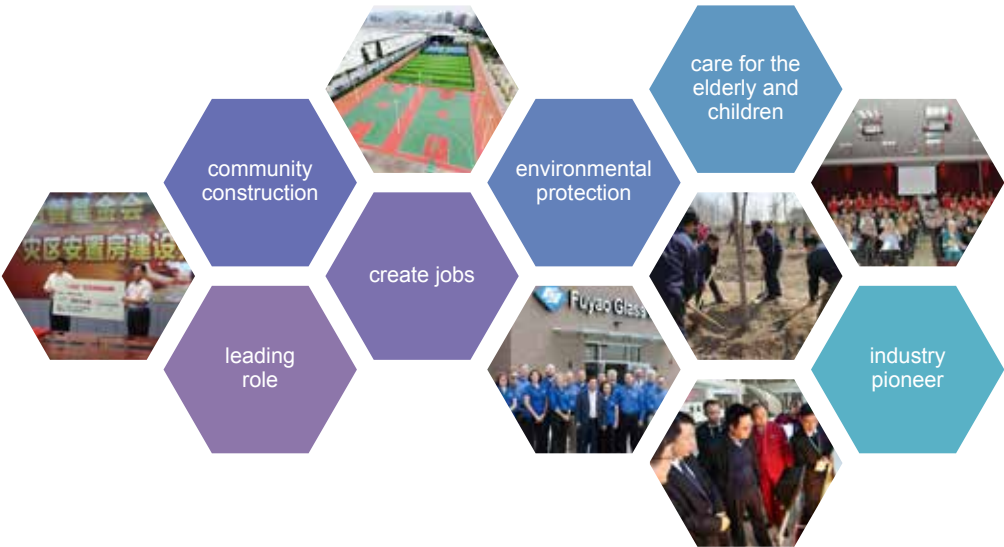 care for the
elderly and
children
community
construction
environmental
protection
灾区安置房建设
create jobs
Fuyao Glass
leading
role
industry
pioneer